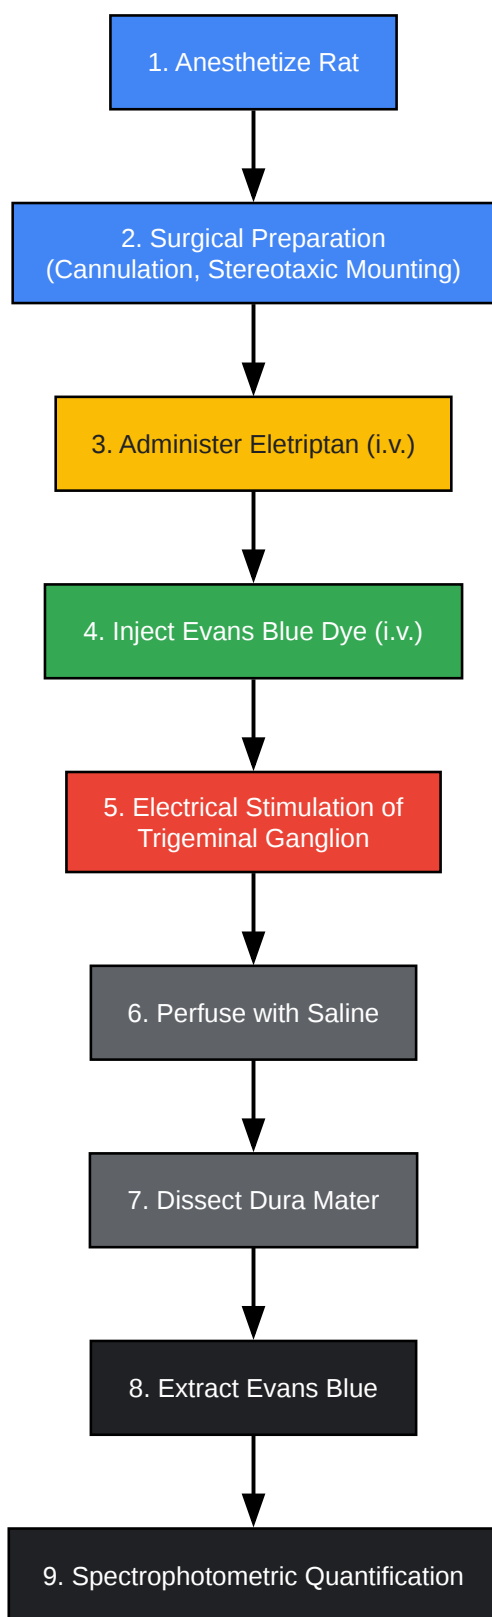 1. Anesthetize Rat
2. Surgical Preparation
(Cannulation, Stereotaxic Mounting)
3. Administer Eletriptan (i.v.)
4. Inject Evans Blue Dye (i.v.)
5. Electrical Stimulation of
Trigeminal Ganglion
6. Perfuse with Saline
7. Dissect Dura Mater
8. Extract Evans Blue
9. Spectrophotometric Quantification